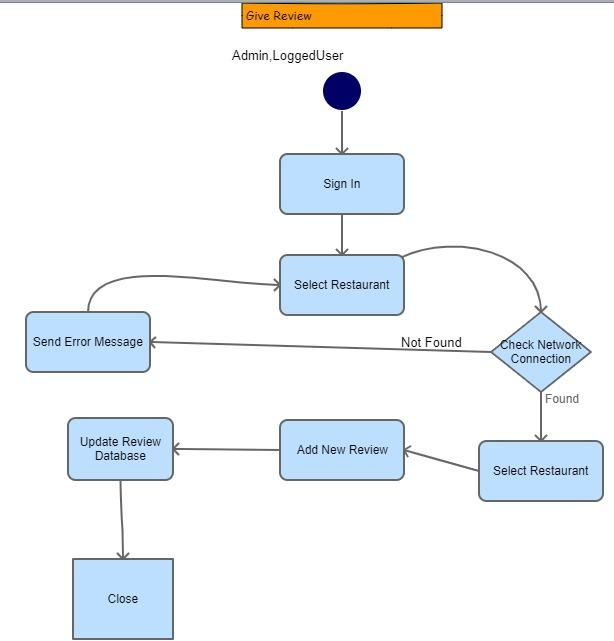 Give Review
Admin,LoggedUser
Sign In
Select Restaurant
Send Error Message
Not Found
Check Network
Connection
Found
Update Review
Database
Add New Review
Select Restaurant
Close